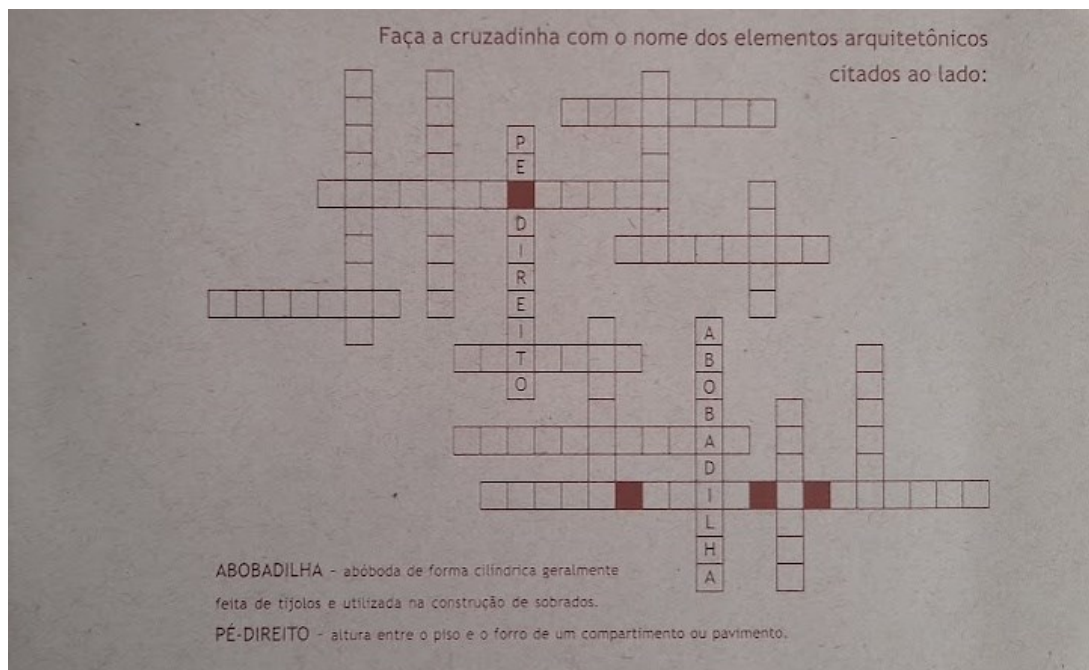 Faça a cruzadinha com o nome dos elementos arquitetônicos
citados ao lado:
P
E
D
I
R
E
I
T
O
A
B
O
B
A
D
I
L
H
A
ABOBADILHA - abóboda de forma cilíndrica geralmente
feita de tijolos e utilizada na construção de sobrados.
PÉ-DIREITO - altura entre o piso e o forro de um compartimento ou pavimento.